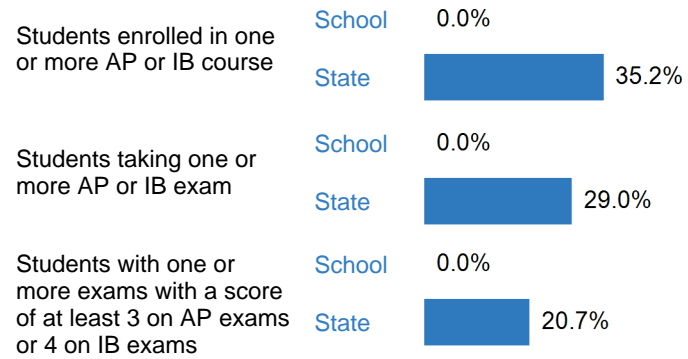 Students enrolled in one
or more AP or IB course
School 0.0%
State 35.2%
Students taking one or
more AP or IB exam
School 0.0%
State 29.0%
Students with one or
more exams with a score
of at least 3 on AP exams
or 4 on IB exams
School 0.0%
State 20.7%